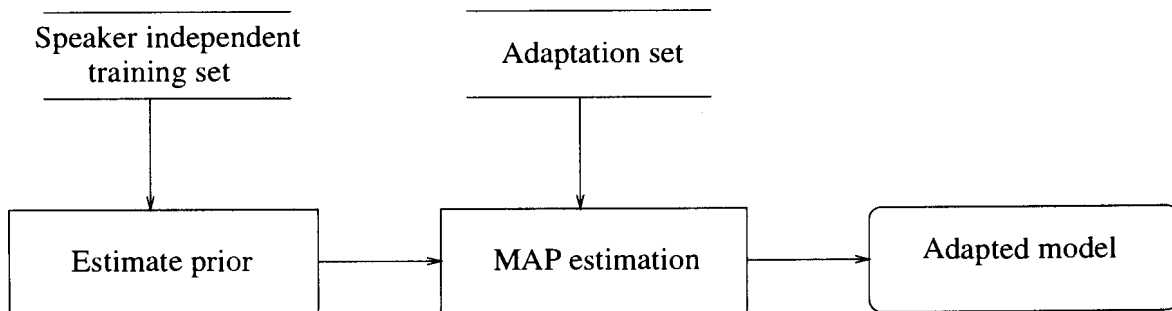 Speaker independent
training set
Adaptation set
Estimate prior
MAP estimation
Adapted model